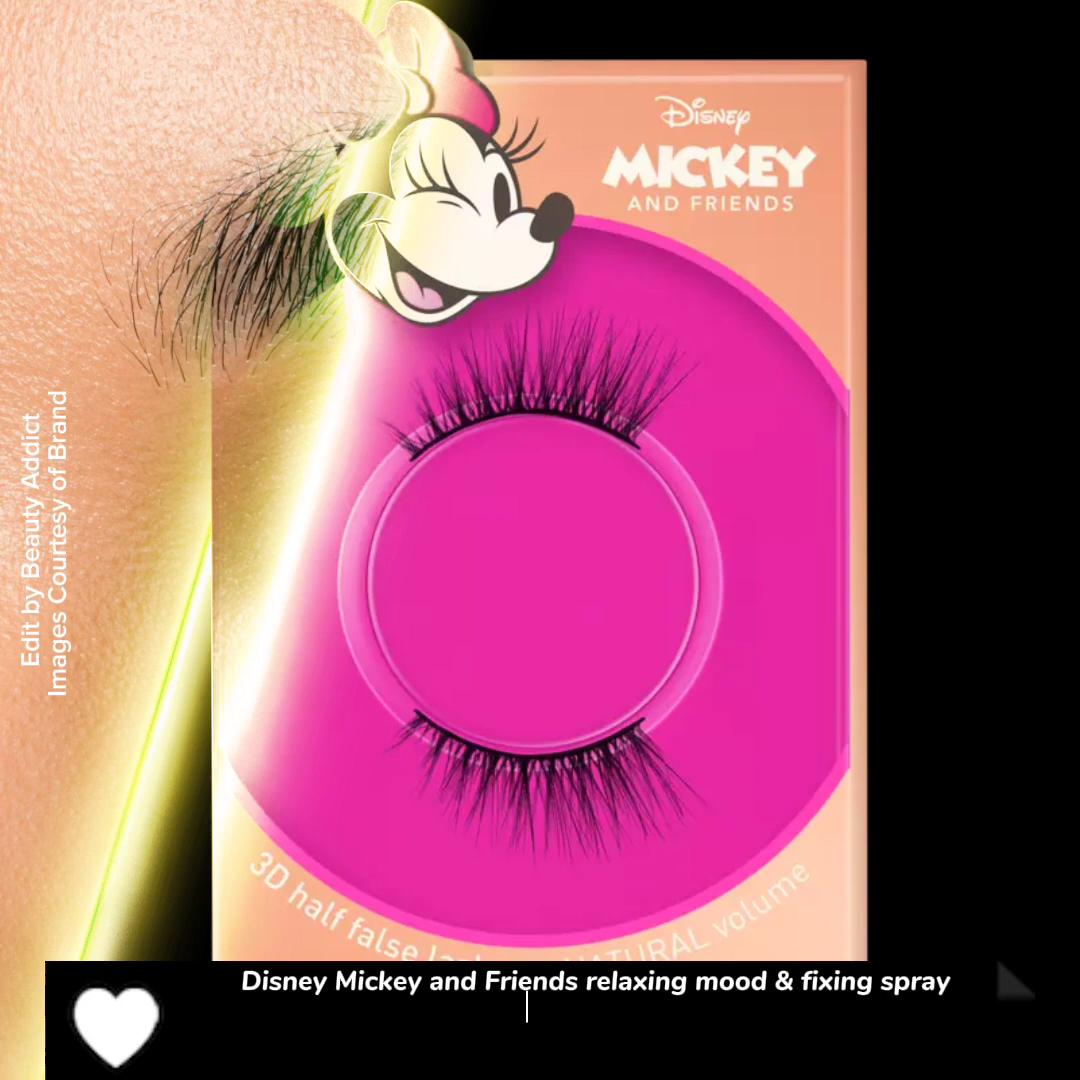 Disney
MICKEY
AND FRIENDS
Edit by Beauty Addict
Images Courtesy of Brand
3D half false
NATURAL volume
Disney Mickey and Friends relaxing mood & fixing spray